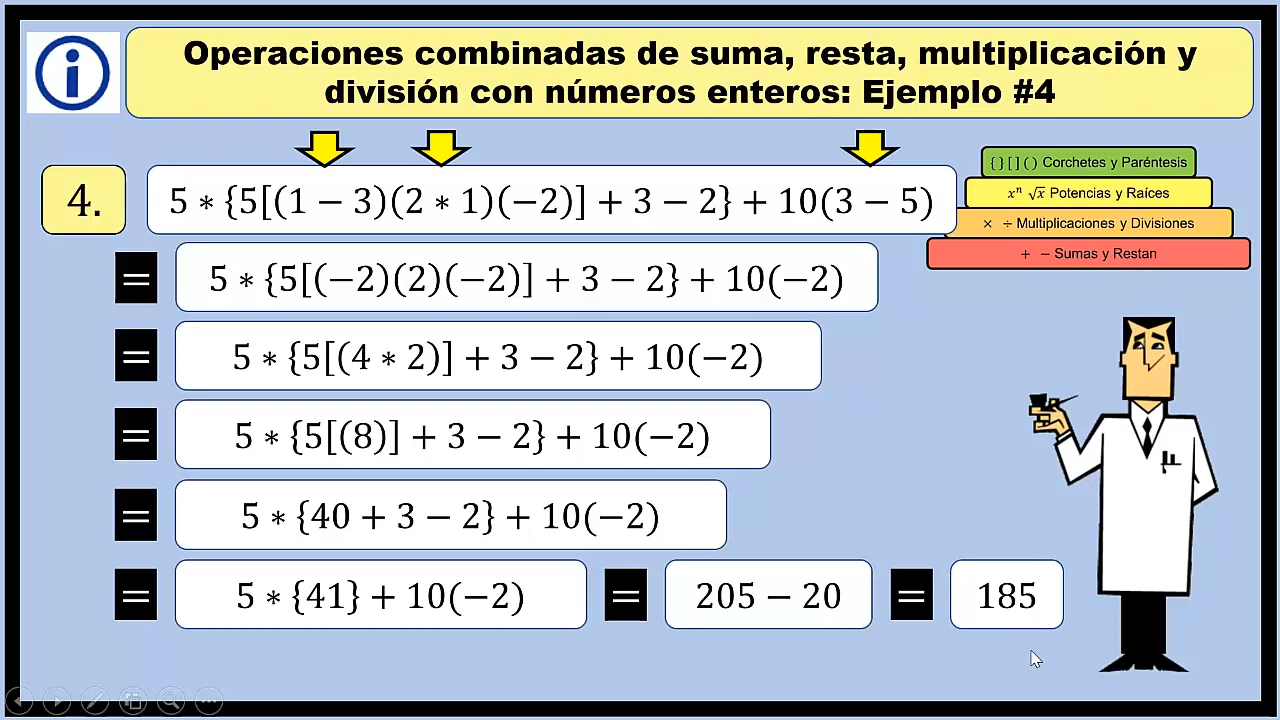 Operaciones combinadas de suma, resta, multiplicación y
división con números enteros: Ejemplo #4
4.
5 ∗ {5[(1 − 3)(2 ∗ 1)(−2)] + 3 − 2} + 10(3 − 5)
{ } [ ] ( ) Corchetes y Paréntesis
xⁿ √x Potencias y Raíces
× ÷ Multiplicaciones y Divisiones
+ − Sumas y Restan
= 5 ∗ {5[(−2)(2)(−2)] + 3 − 2} + 10(−2)
= 5 ∗ {5[(4 ∗ 2)] + 3 − 2} + 10(−2)
= 5 ∗ {5[(8)] + 3 − 2} + 10(−2)
= 5 ∗ {40 + 3 − 2} + 10(−2)
= 5 ∗ {41} + 10(−2) = 205 − 20 = 185